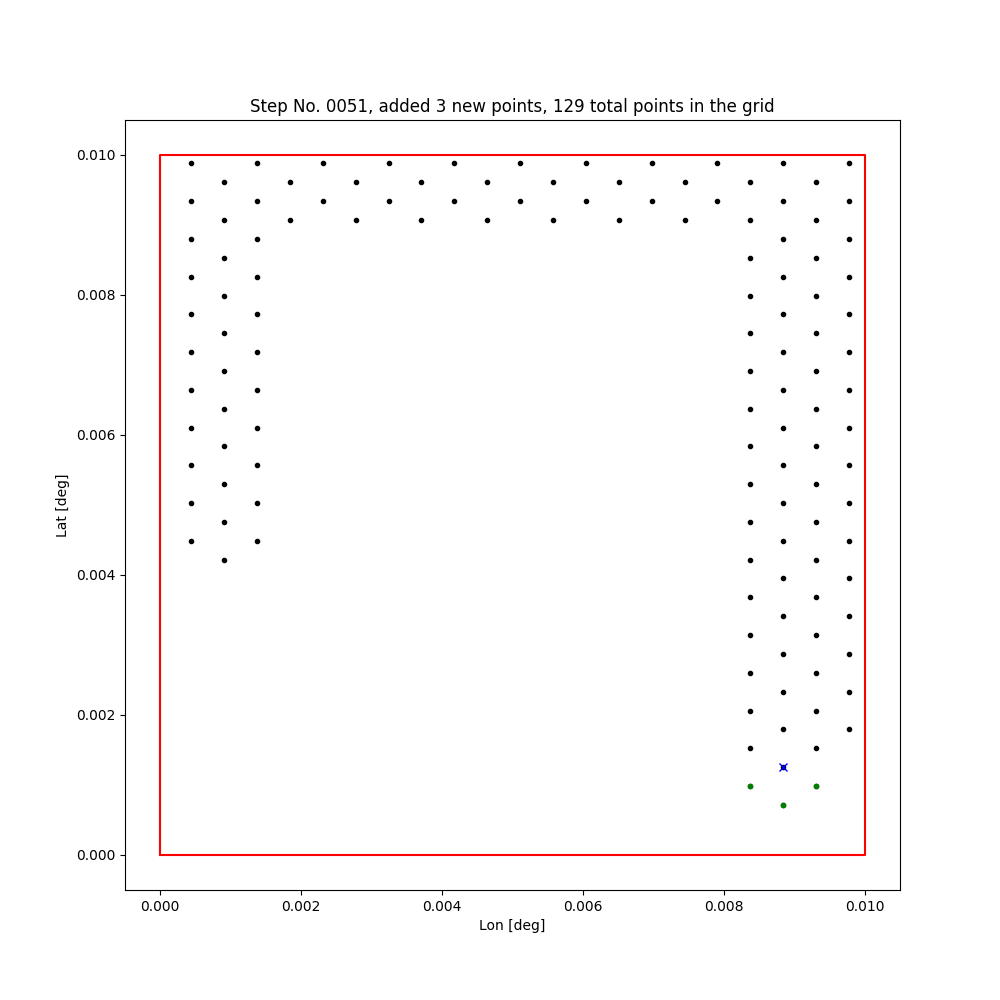 Step No. 0051, added 3 new points, 129 total points in the grid
0.010
0.008
0.006
0.004
0.002
0.000
Lat [deg]
0.000 0.002 0.004 0.006 0.008 0.010
Lon [deg]